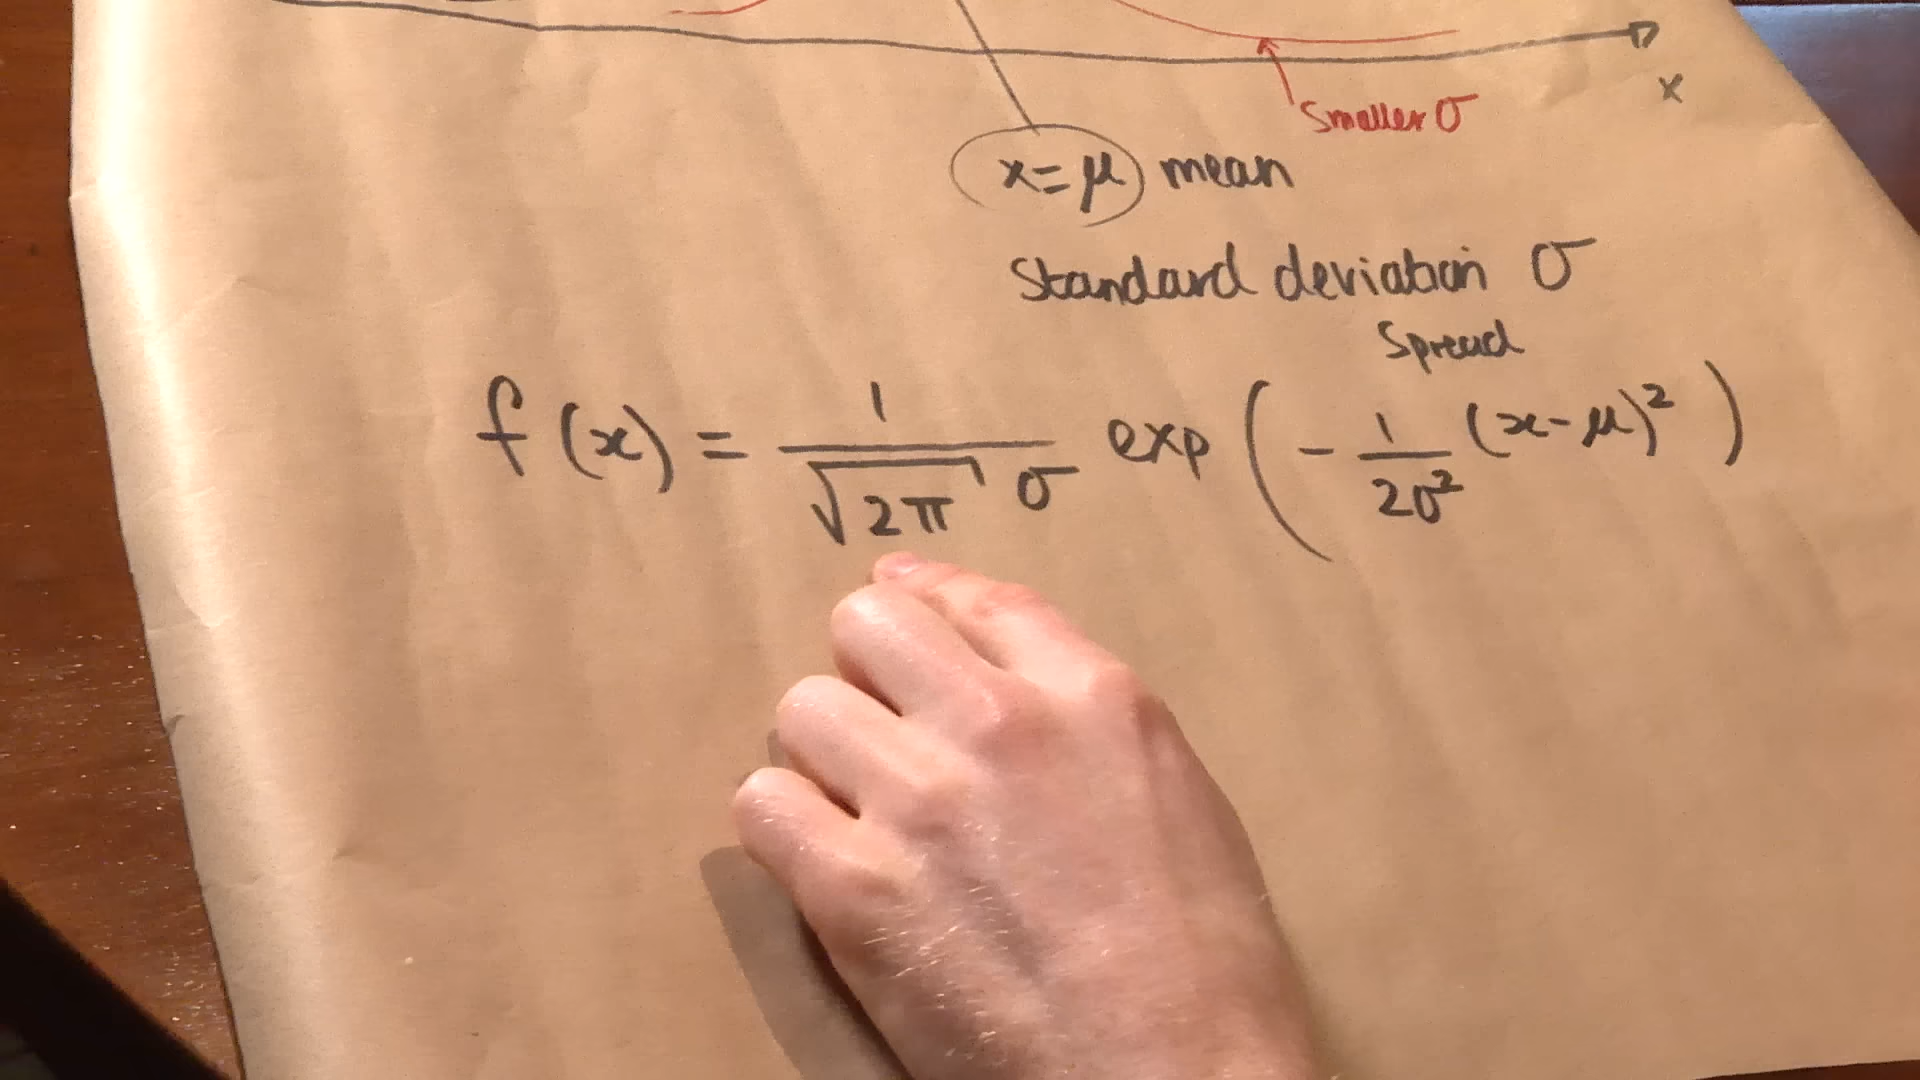 x
Smaller σ
x=μ mean
Standard deviation σ
Spread
f(x) = 1/(√2π σ) exp(-1/(2σ²) (x-μ)²)